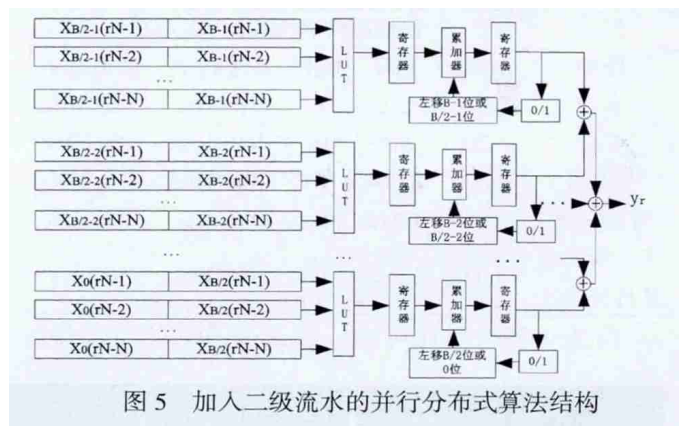 XB/2-1(rN-1) XB-1(rN-1)
XB/2-1(rN-2) XB-1(rN-2)
...
XB/2-1(rN-N) XB-1(rN-N)
LUT
寄存器
累加器
寄存器
左移B-1位或
B/2-1位
0/1
XB/2-2(rN-1) XB-2(rN-1)
XB/2-2(rN-2) XB-2(rN-2)
...
XB/2-2(rN-N) XB-2(rN-N)
LUT
寄存器
累加器
寄存器
左移B-2位或
B/2-2位
0/1
...
yr
...
...
...
X0(rN-1) XB/2(rN-1)
X0(rN-2) XB/2(rN-2)
...
X0(rN-N) XB/2(rN-N)
LUT
寄存器
累加器
寄存器
左移B/2位或
0位
0/1
图 5 加入二级流水的并行分布式算法结构